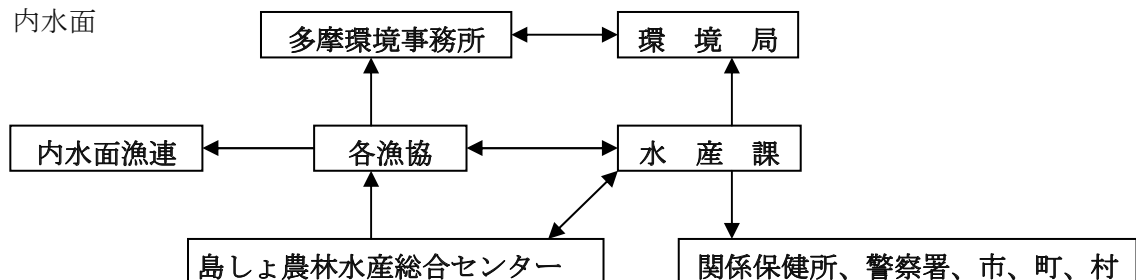 内水面
多摩環境事務所
環 境 局
内水面漁連
各漁協
水 産 課
島しょ農林水産総合センター
関係保健所、警察署、市、町、村